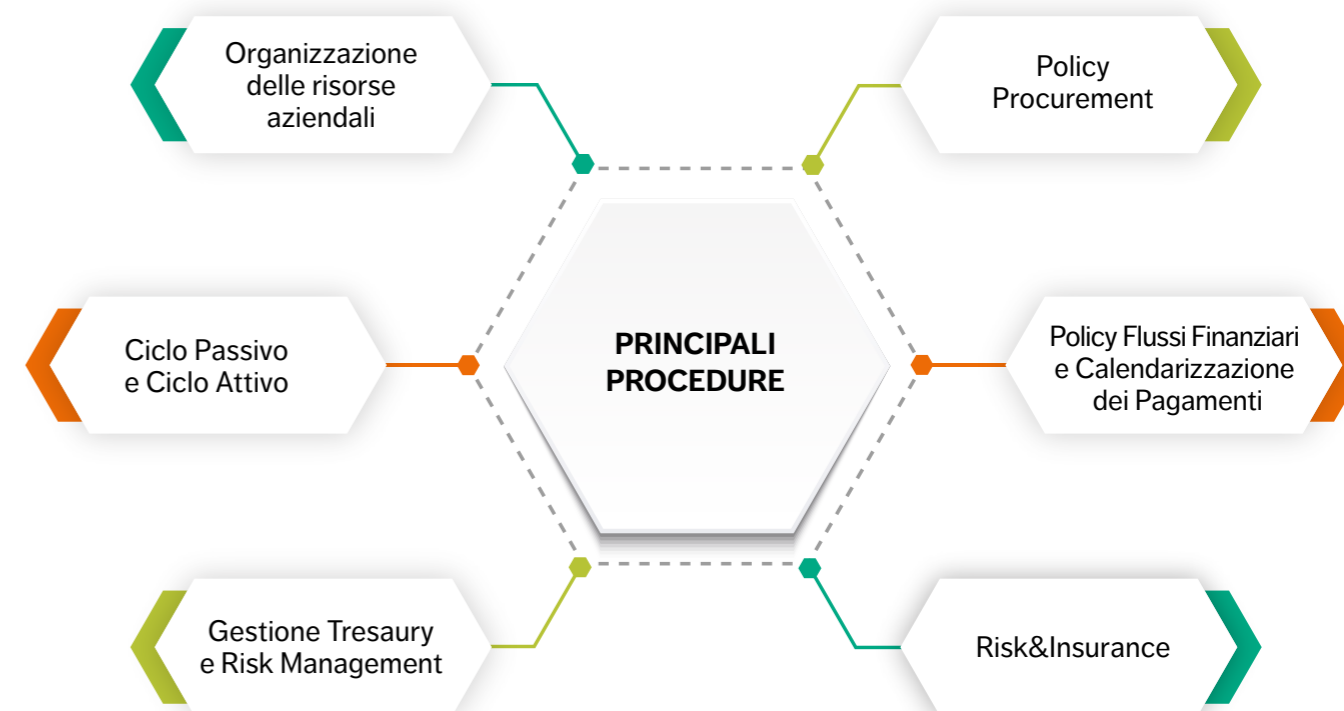 Organizzazione
delle risorse
aziendali
Policy
Procurement
Ciclo Passivo
e Ciclo Attivo
PRINCIPALI
PROCEDURE
Policy Flussi Finanziari
e Calendarizzazione
dei Pagamenti
Gestione Tresaury
e Risk Management
Risk&Insurance